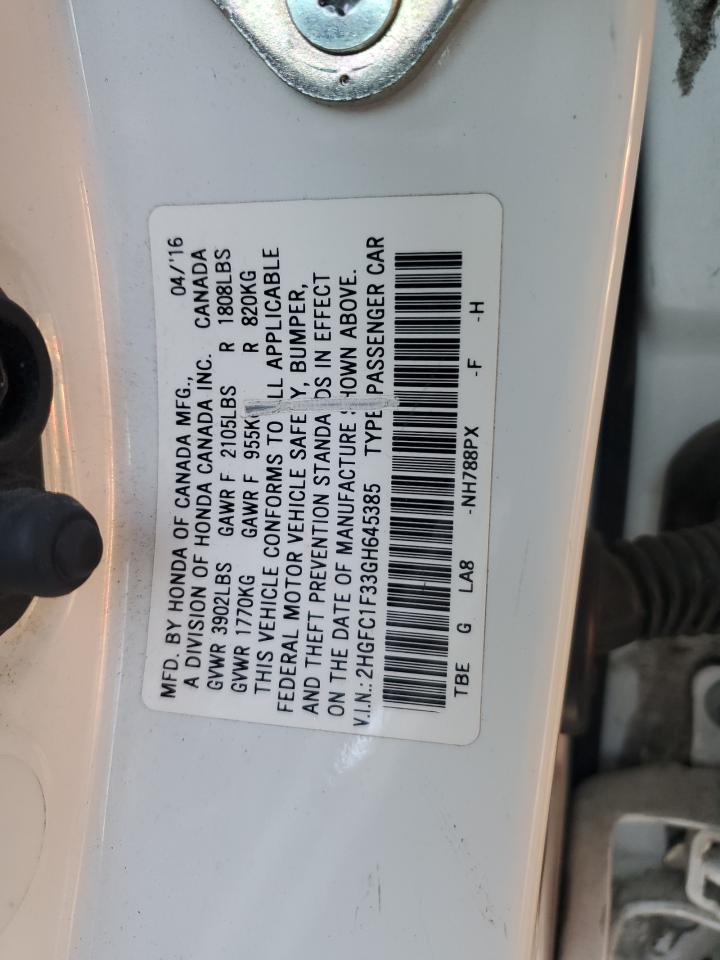 MFD. BY HONDA OF CANADA MFG., 04/'16
A DIVISION OF HONDA CANADA INC. CANADA
GVWR 3902LBS GAWR F 2105LBS R 1808LBS
GVWR 1770KG GAWR F 955K R 820KG
THIS VEHICLE CONFORMS TO LL APPLICABLE
FEDERAL MOTOR VEHICLE SAFE Y, BUMPER,
AND THEFT PREVENTION STANDA DS IN EFFECT
ON THE DATE OF MANUFACTURE HOWN ABOVE.
V.I.N.: 2HGFC1F33GH645385 TYPE PASSENGER CAR
TBE G LA8 -NH788PX -F -H